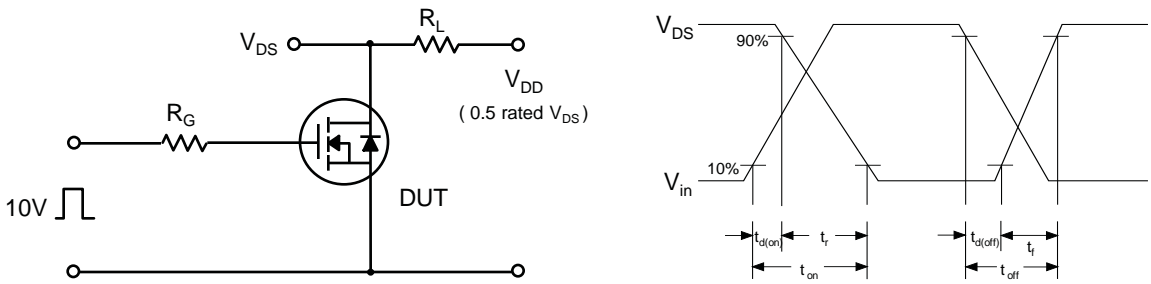 R_L
V_DS
V_DD
( 0.5 rated V_DS )
R_G
DUT
10V
V_DS
90%
10%
V_in
t_d(on)
t_r
t_on
t_d(off)
t_f
t_off